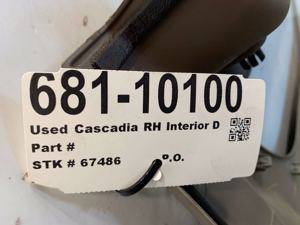 681-10100
Used Cascadia RH Interior D
Part #
STK # 67486 P.O.